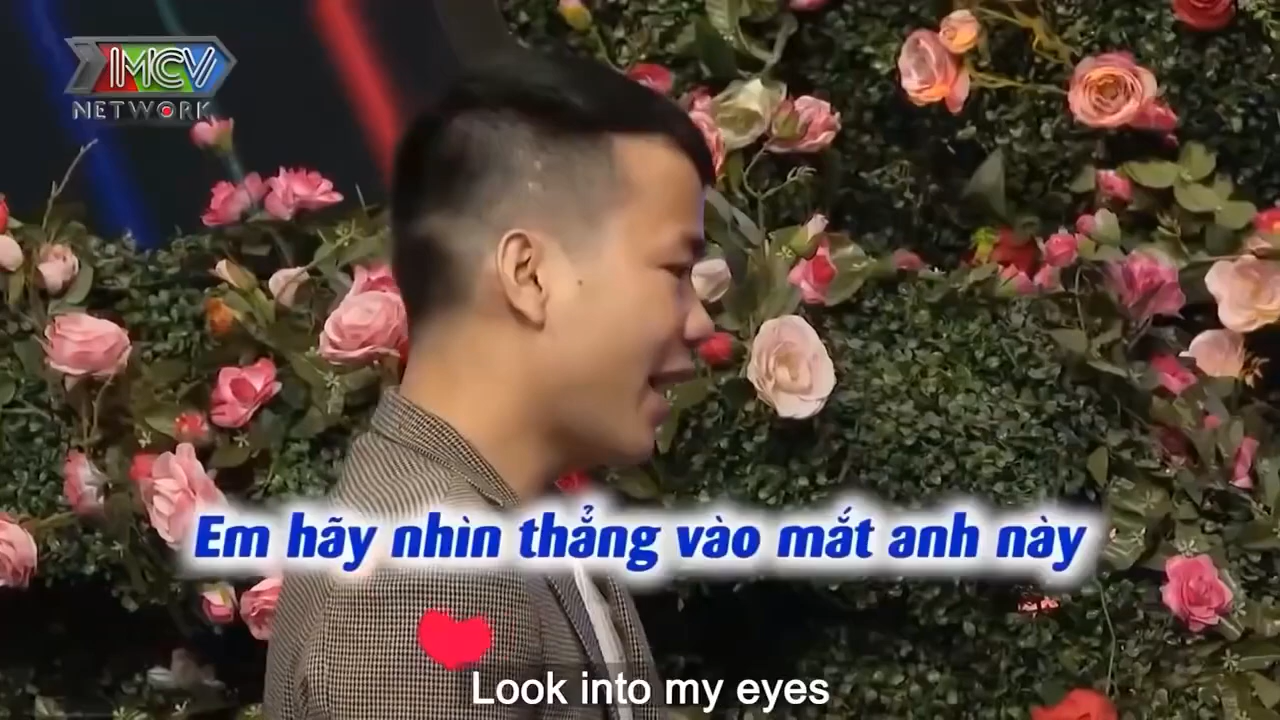 MCV
NETWORK
Em hãy nhìn thẳng vào mắt anh này
Look into my eyes